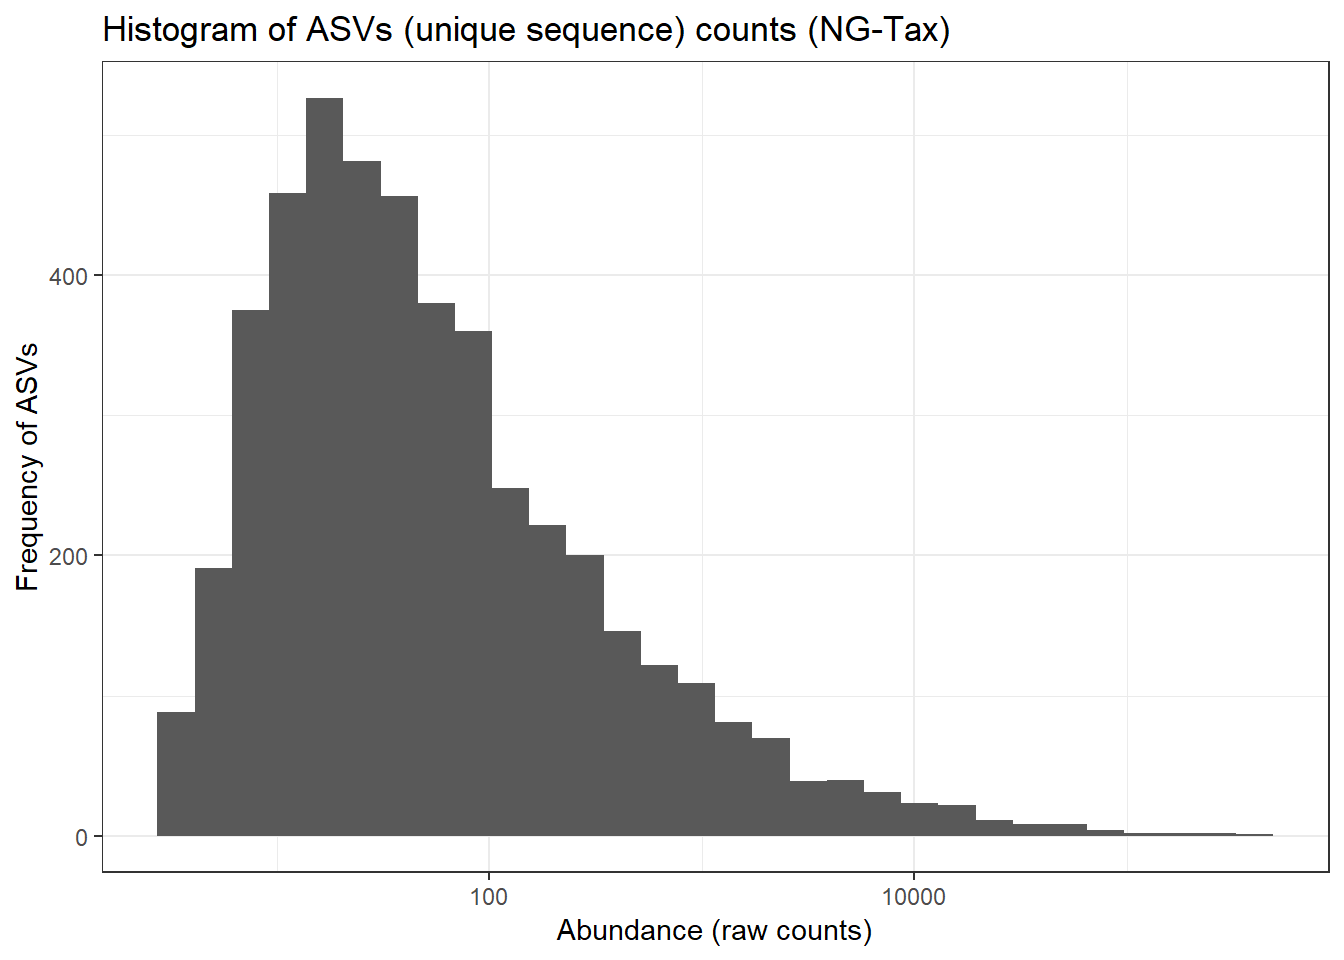 Histogram of ASVs (unique sequence) counts (NG-Tax)
Frequency of ASVs
400
200
0
100
10000
Abundance (raw counts)